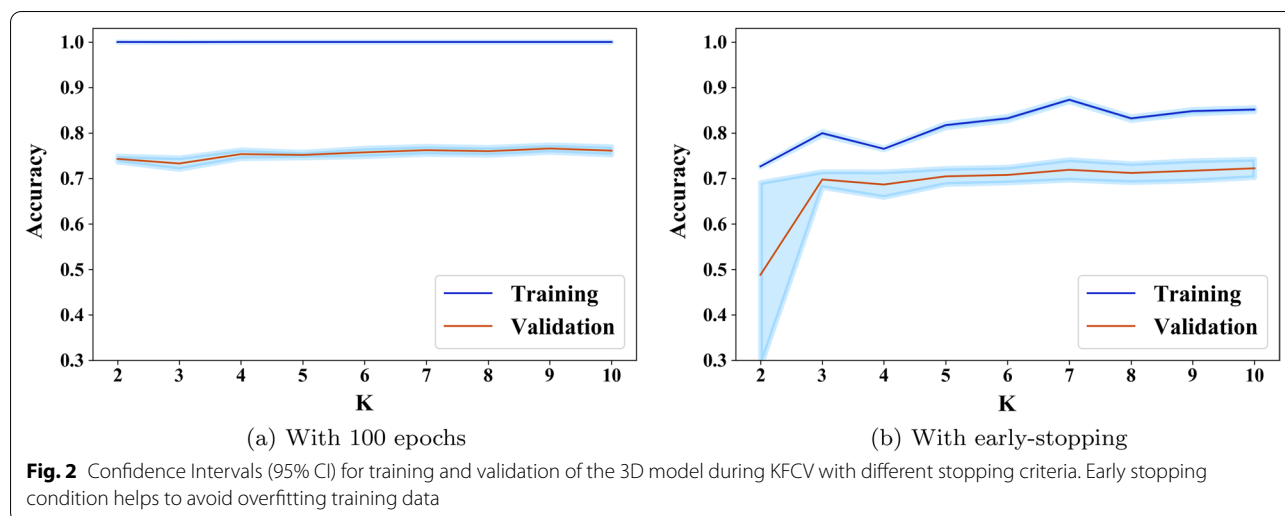 1.0
0.9
0.8
0.7
0.6
0.5
0.4
0.3
Accuracy
2 3 4 5 6 7 8 9 10
K
Training
Validation
(a) With 100 epochs
1.0
0.9
0.8
0.7
0.6
0.5
0.4
0.3
Accuracy
2 3 4 5 6 7 8 9 10
K
Training
Validation
(b) With early-stopping
Fig. 2 Confidence Intervals (95% CI) for training and validation of the 3D model during KFCV with different stopping criteria. Early stopping
condition helps to avoid overfitting training data